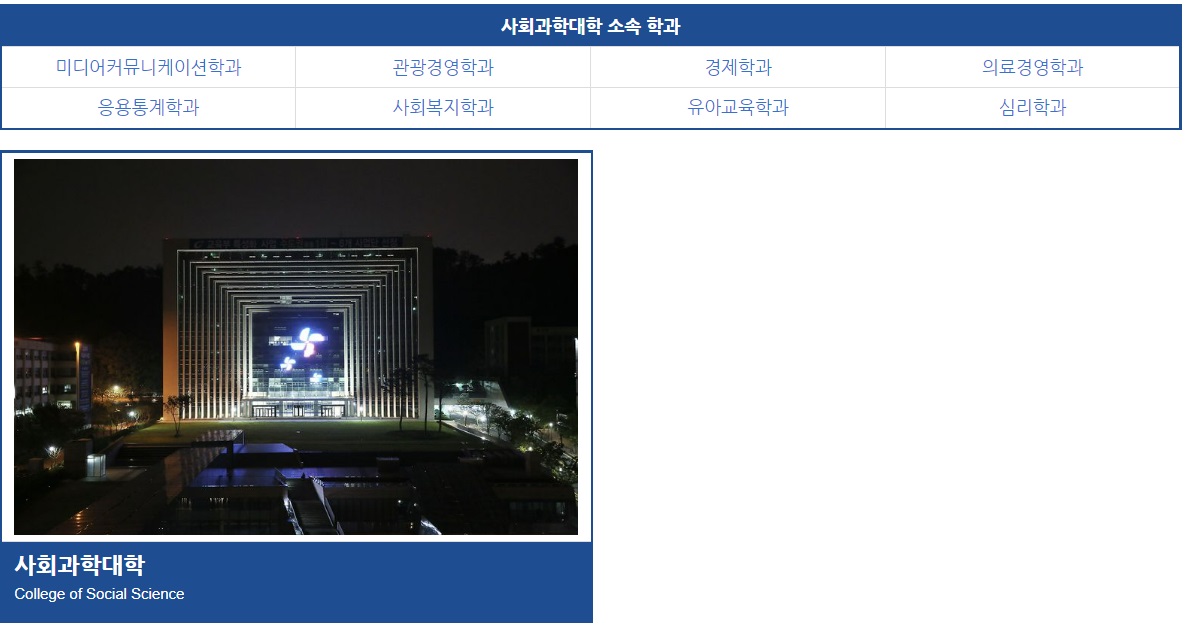 사회과학대학 소속 학과
미디어커뮤니케이션학과 관광경영학과 경제학과 의료경영학과
응용통계학과 사회복지학과 유아교육학과 심리학과
사회과학대학
College of Social Science